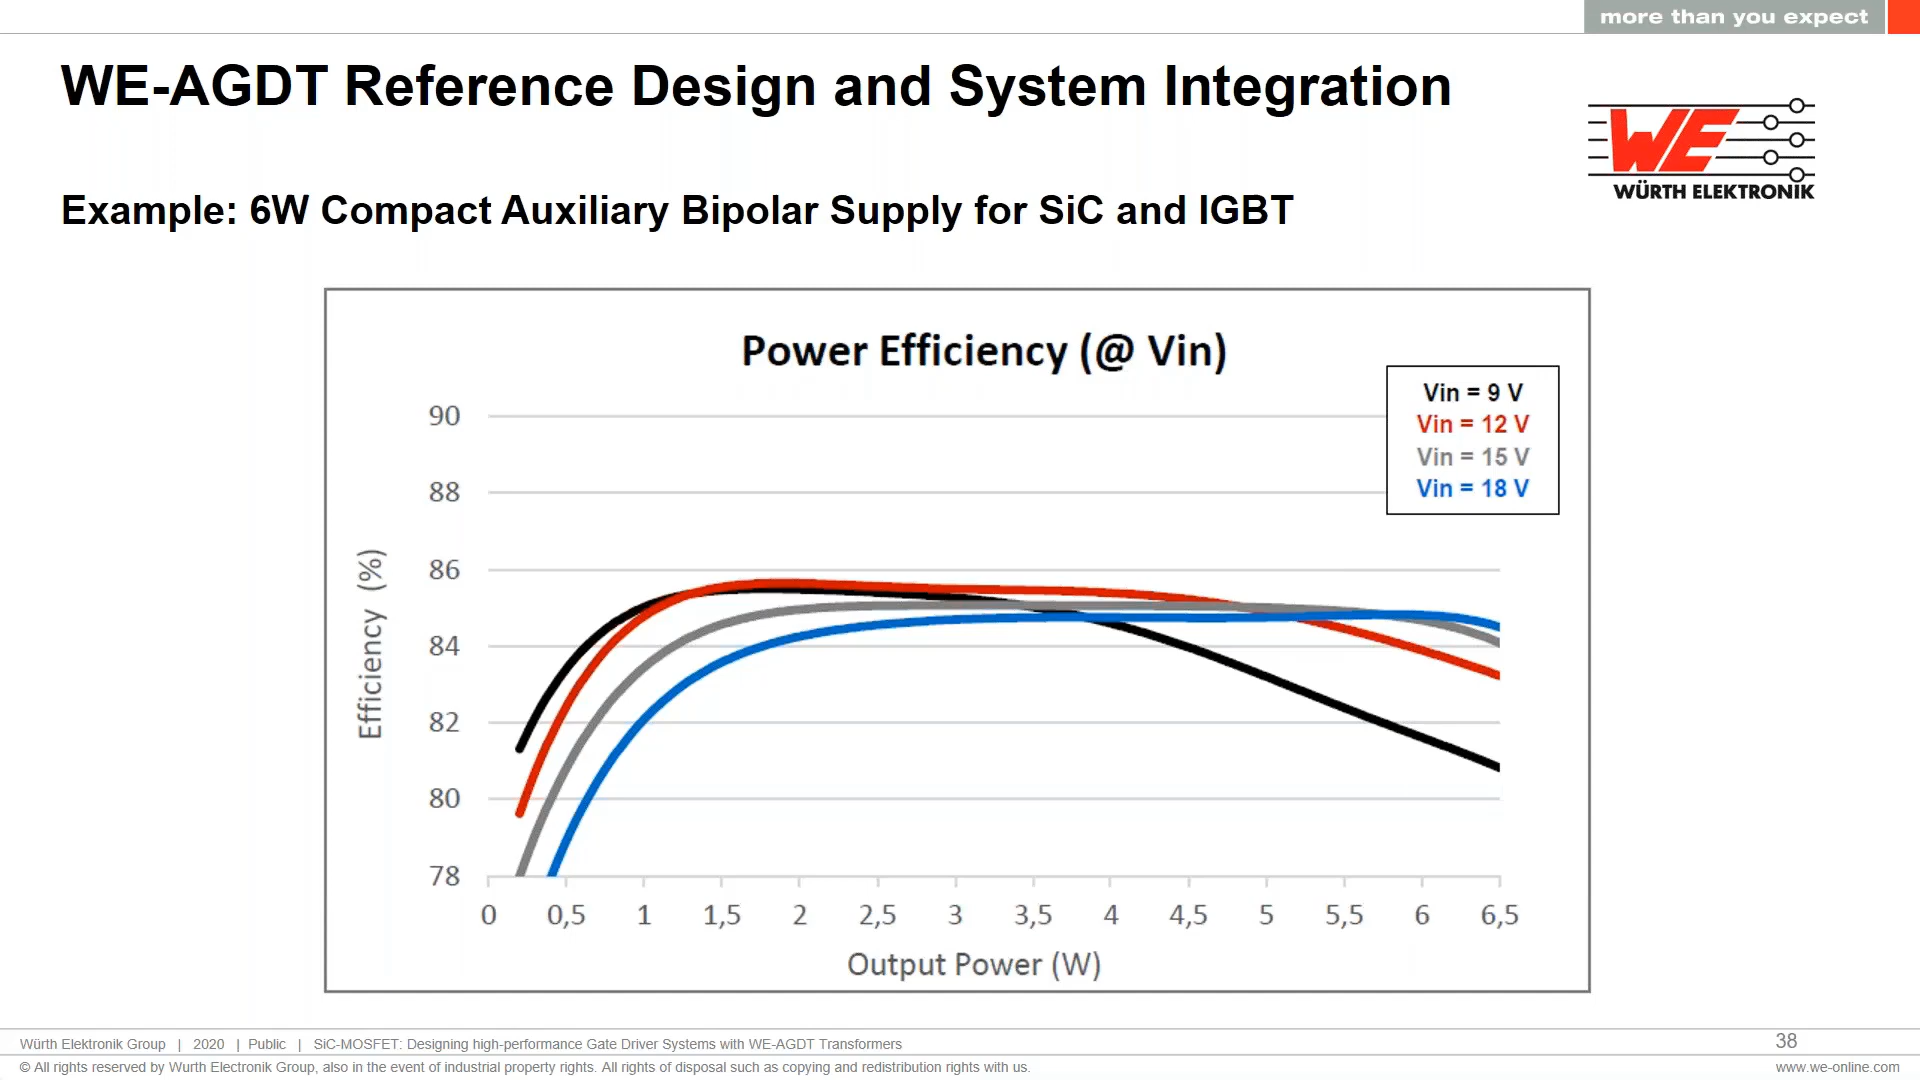 more than you expect
WE-AGDT Reference Design and System Integration
WE
WÜRTH ELEKTRONIK
Example: 6W Compact Auxiliary Bipolar Supply for SiC and IGBT
Power Efficiency (@ Vin)
Vin = 9 V
Vin = 12 V
Vin = 15 V
Vin = 18 V
90
88
86
84
82
80
78
Efficiency (%)
0 0,5 1 1,5 2 2,5 3 3,5 4 4,5 5 5,5 6 6,5
Output Power (W)
Würth Elektronik Group | 2020 | Public | SiC-MOSFET: Designing high-performance Gate Driver Systems with WE-AGDT Transformers
38
© All rights reserved by Wurth Electronik Group, also in the event of industrial property rights. All rights of disposal such as copying and redistribution rights with us.
www.we-online.com